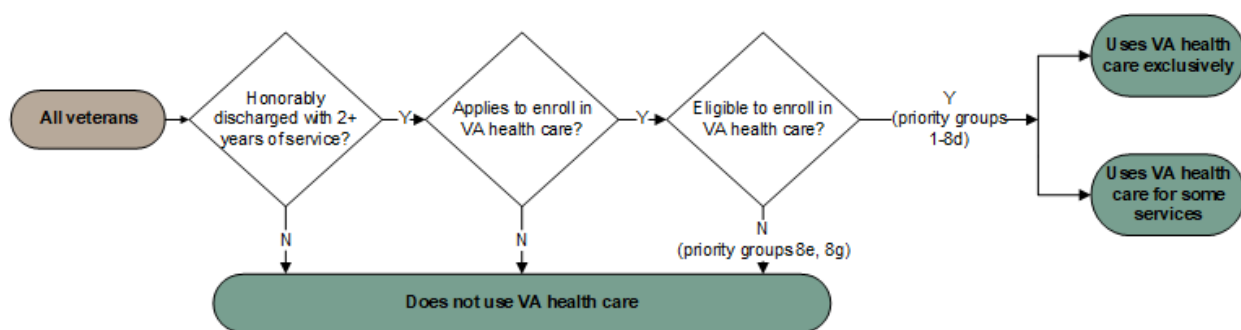 All veterans
Honorably
discharged with 2+
years of service?
Y
Applies to enroll in
VA health care?
Y
Eligible to enroll in
VA health care?
Y
(priority groups
1-8d)
Uses VA health
care exclusively
Uses VA health
care for some
services
N
N
N
(priority groups 8e, 8g)
Does not use VA health care